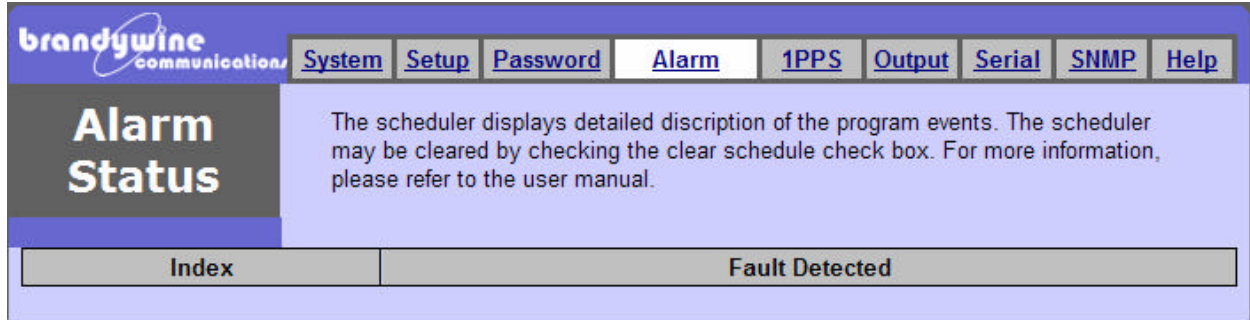 brandywine
communications
System Setup Password Alarm 1PPS Output Serial SNMP Help
Alarm
Status
The scheduler displays detailed discription of the program events. The scheduler
may be cleared by checking the clear schedule check box. For more information,
please refer to the user manual.
Index Fault Detected